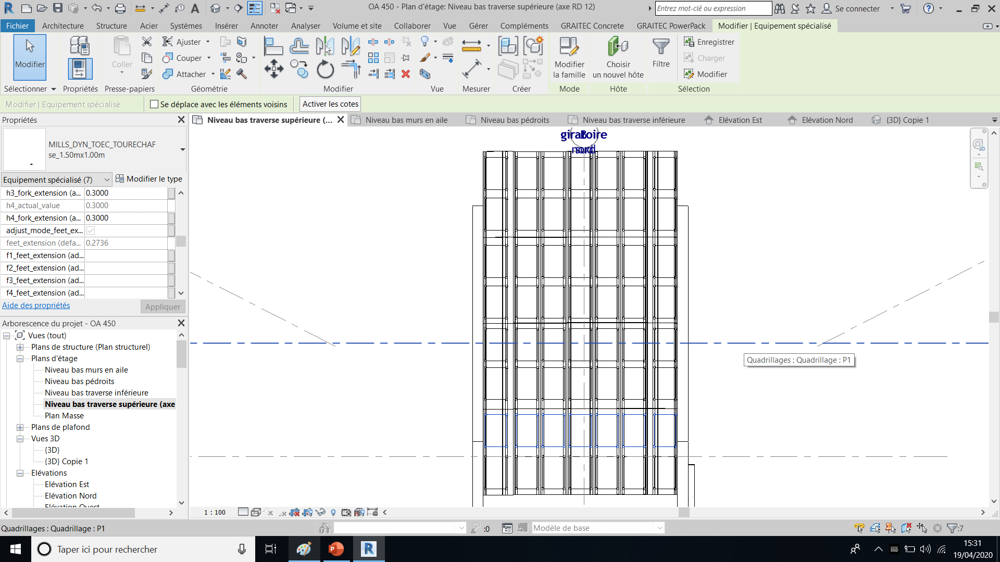 OA 450 - Plan d'étage: Niveau bas traverse supérieure (axe RD 12)
Entrez mot-clé ou expression
Se connecter
Fichier Architecture Structure Acier Systèmes Insérer Annoter Analyser Volume et site Collaborer Vue Gérer Compléments GRAITEC Concrete GRAITEC PowerPack Modifier | Equipement spécialisé
Modifier
Coller
Ajuster
Couper
Attacher
Modifier
la famille
Choisir
un nouvel hôte
Filtre
Enregistrer
Charger
Modifier
Sélectionner Propriétés Presse-papiers Géométrie Modifier Vue Mesurer Créer Mode Hôte Sélection
Modifier | Equipement spécialisé
Se déplace avec les éléments voisins
Activer les cotes
Propriétés
Niveau bas traverse supérieure (... Niveau bas murs en aile Niveau bas pédroits Niveau bas traverse inférieure Elévation Est Elévation Nord {3D} Copie 1
MILLS_DYN_TOEC_TOURECHAF
se_1.50mx1.00m
Equipement spécialisé (7)
Modifier le type
h3_fork_extension (a... 0.3000
h4_actual_value 0.3000
h4_fork_extension (a... 0.3000
adjust_mode_feet_ex...
feet_extension (defa... 0.2736
f1_feet_extension (ad...
f2_feet_extension (ad...
f3_feet_extension (ad...
f4_feet_extension (ad...
Aide des propriétés
Appliquer
Arborescence du projet - OA 450
Vues (tout)
Plans de structure (Plan structurel)
Plans d'étage
Niveau bas murs en aile
Niveau bas pédroits
Niveau bas traverse inférieure
Niveau bas traverse supérieure (axe
Plan Masse
Plans de plafond
Vues 3D
{3D}
{3D} Copie 1
Elévations
Elévation Est
Elévation Nord
Elévation Ouest
2D
Quadrillages : Quadrillage : P1
1 : 100
Quadrillages : Quadrillage : P1
:0
Modèle de base
:7
Taper ici pour rechercher
SSD
15:31
19/04/2020